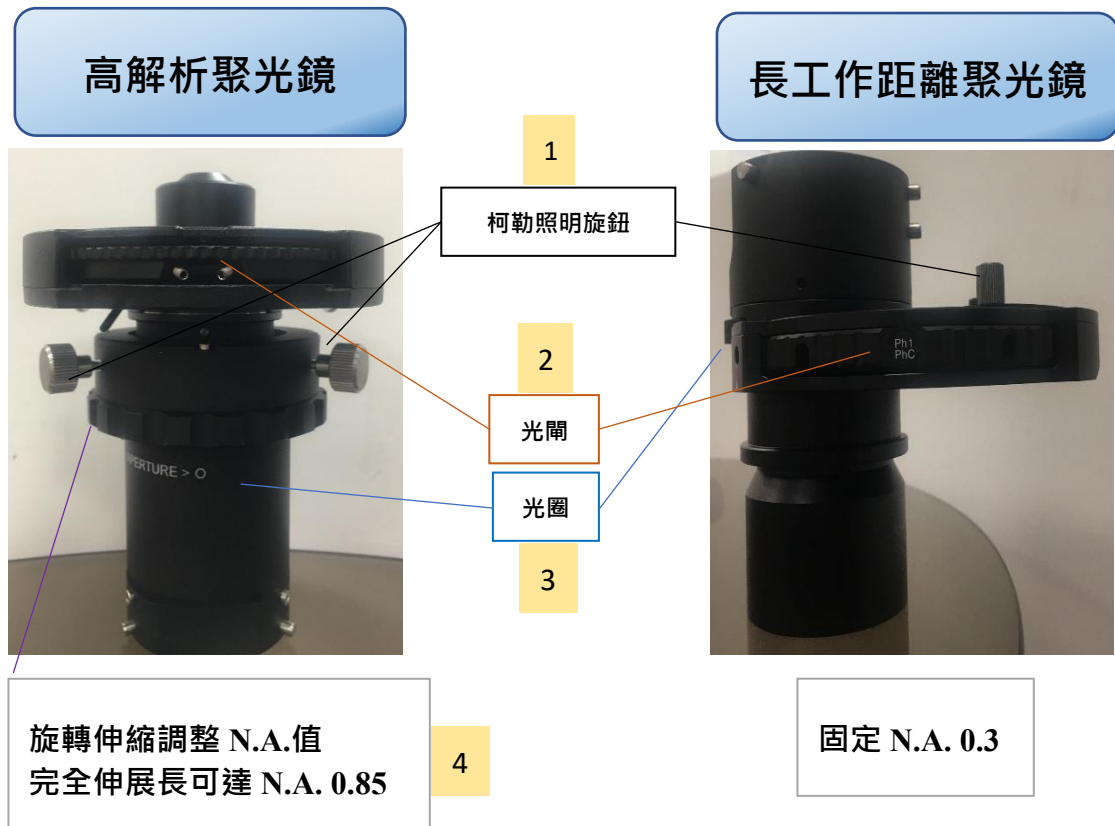 高解析聚光鏡
長工作距離聚光鏡
1
柯勒照明旋鈕
Ph1
PhC
2
光閘
PERTURE > O
光圈
3
旋轉伸縮調整 N.A.值
完全伸展長可達 N.A. 0.85
4
固定 N.A. 0.3